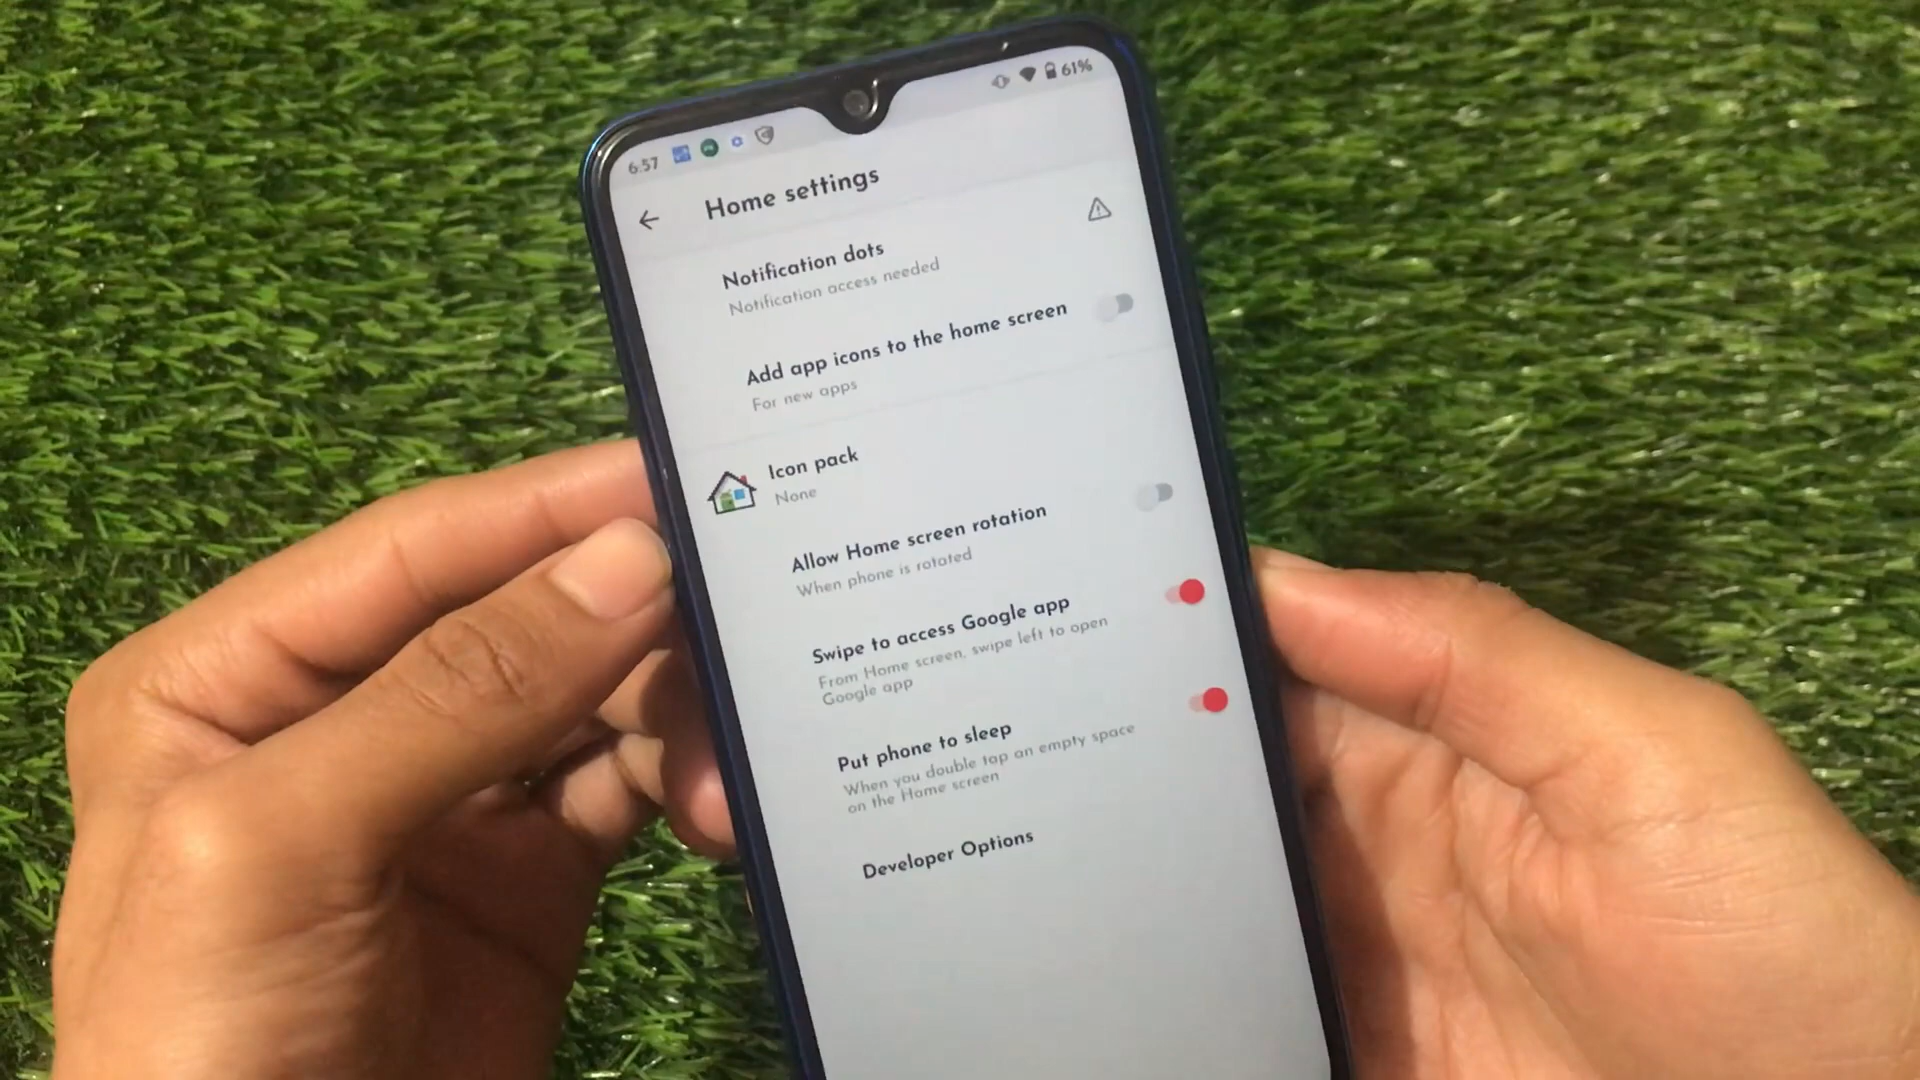 6:57
61%
Home settings
Notification dots
Notification access needed
Add app icons to the home screen
For new apps
Icon pack
None
Allow Home screen rotation
When phone is rotated
Swipe to access Google app
From Home screen, swipe left to open
Google app
Put phone to sleep
When you double tap an empty space
on the Home screen
Developer Options